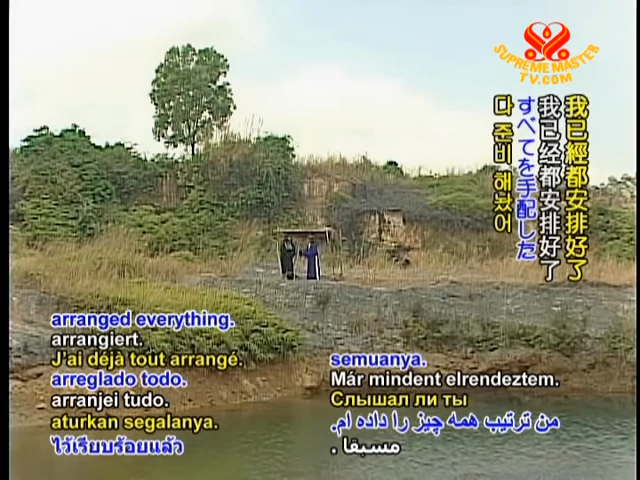 SUPREME MASTER
TV.COM
我已經都安排好了
我已经都安排好了
すべてを手配した
다 준비 해놨어
arranged everything.
arrangiert.
J'ai déjà tout arrangé.
arreglado todo.
arranjei tudo.
aturkan segalanya.
ไว้เรียบร้อยแล้ว
semuanya.
Már mindent elrendeztem.
Слышал ли ты
من ترتیب همه چیز را داده ام.
مسبقا .